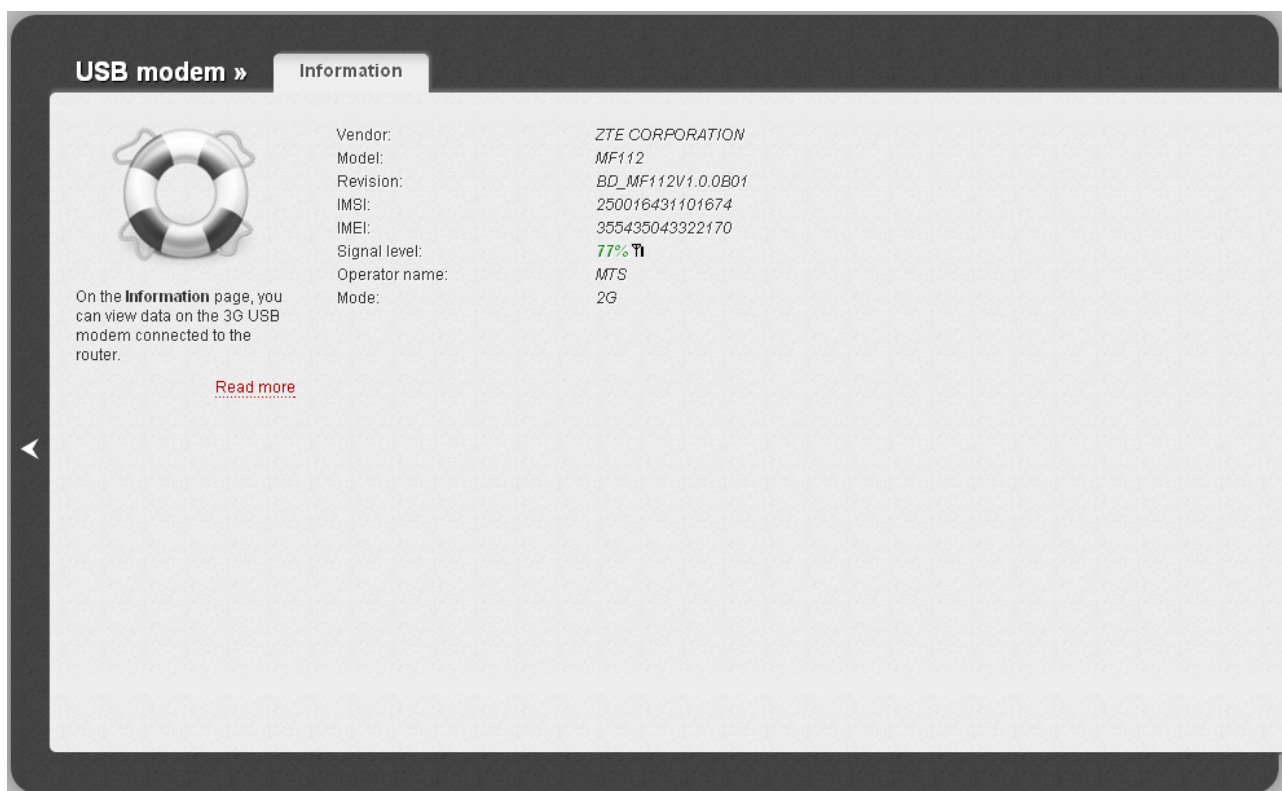 USB modem »
Information
On the Information page, you
can view data on the 3G USB
modem connected to the
router.
Read more
Vendor: ZTE CORPORATION
Model: MF112
Revision: BD_MF112V1.0.0B01
IMSI: 250016431101674
IMEI: 355435043322170
Signal level: 77%
Operator name: MTS
Mode: 2G